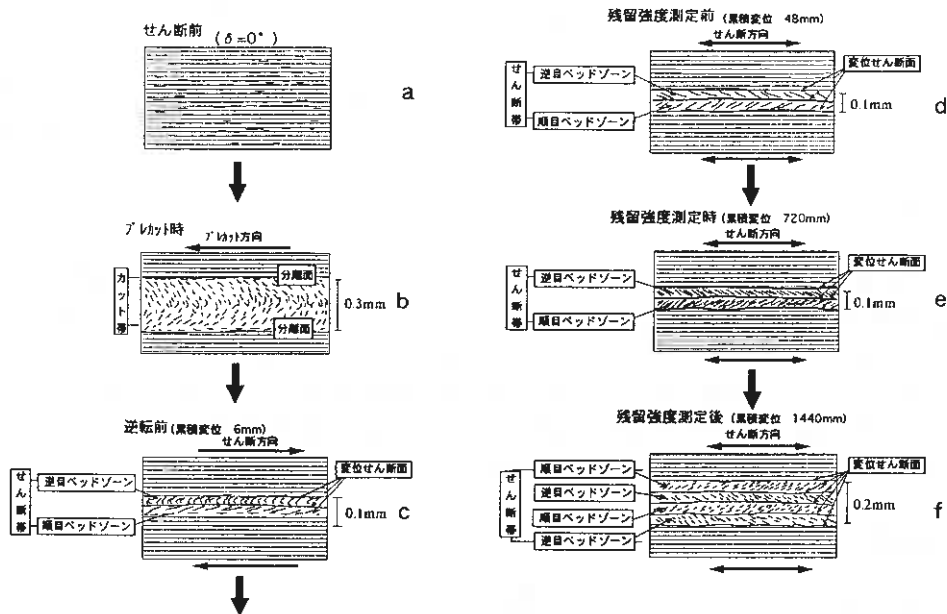 せん断前 (δ=0°)
a
プレカット時
プレカット方向
カット帯
分離面
分離面
0.3mm
b
逆転前 (累積変位 6mm)
せん断方向
せん断帯
逆目ベッドゾーン
順目ベッドゾーン
変位せん断面
0.1mm
c
残留強度測定前 (累積変位 48mm)
せん断方向
せん断帯
逆目ベッドゾーン
順目ベッドゾーン
変位せん断面
0.1mm
d
残留強度測定時 (累積変位 720mm)
せん断方向
せん断帯
逆目ベッドゾーン
順目ベッドゾーン
変位せん断面
0.1mm
e
残留強度測定後 (累積変位 1440mm)
せん断方向
せん断帯
順目ベッドゾーン
逆目ベッドゾーン
順目ベッドゾーン
逆目ベッドゾーン
変位せん断面
0.2mm
f